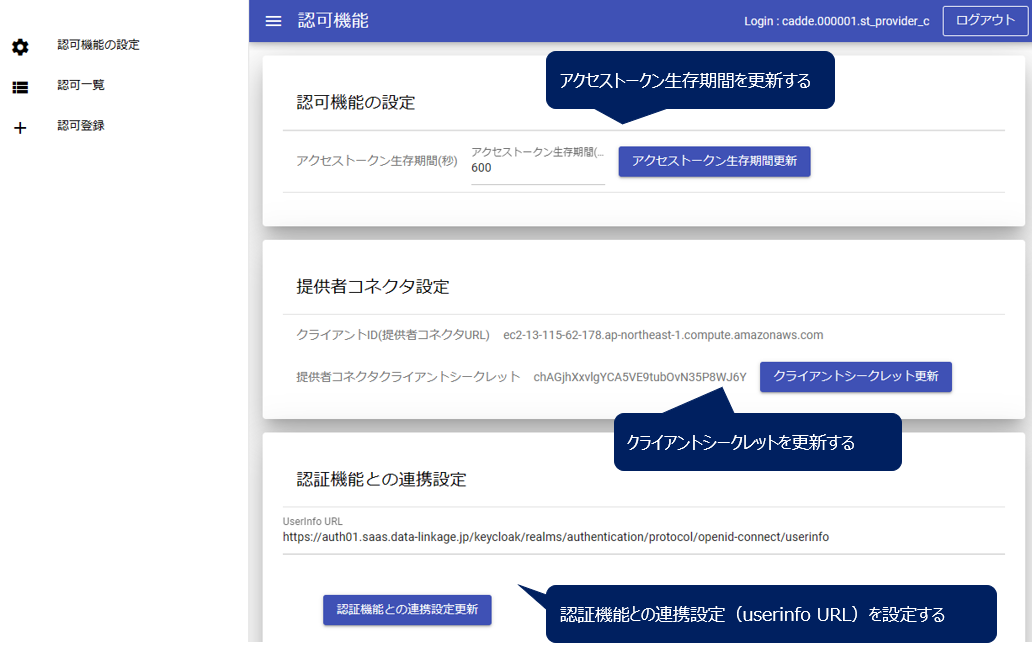 認可機能
Login : cadde.000001.st_provider_c
ログアウト
認可機能の設定
認可一覧
認可登録
アクセストークン生存期間を更新する
認可機能の設定
アクセストークン生存期間(秒)
アクセストークン生存期間(...
600
アクセストークン生存期間更新
提供者コネクタ設定
クライアントID(提供者コネクタURL)
ec2-13-115-62-178.ap-northeast-1.compute.amazonaws.com
提供者コネクタクライアントシークレット
chAGjhXxvlgYCA5VE9tubOvN35P8WJ6Y
クライアントシークレット更新
クライアントシークレットを更新する
認証機能との連携設定
UserInfo URL
https://auth01.saas.data-linkage.jp/keycloak/realms/authentication/protocol/openid-connect/userinfo
認証機能との連携設定更新
認証機能との連携設定（userinfo URL）を設定する